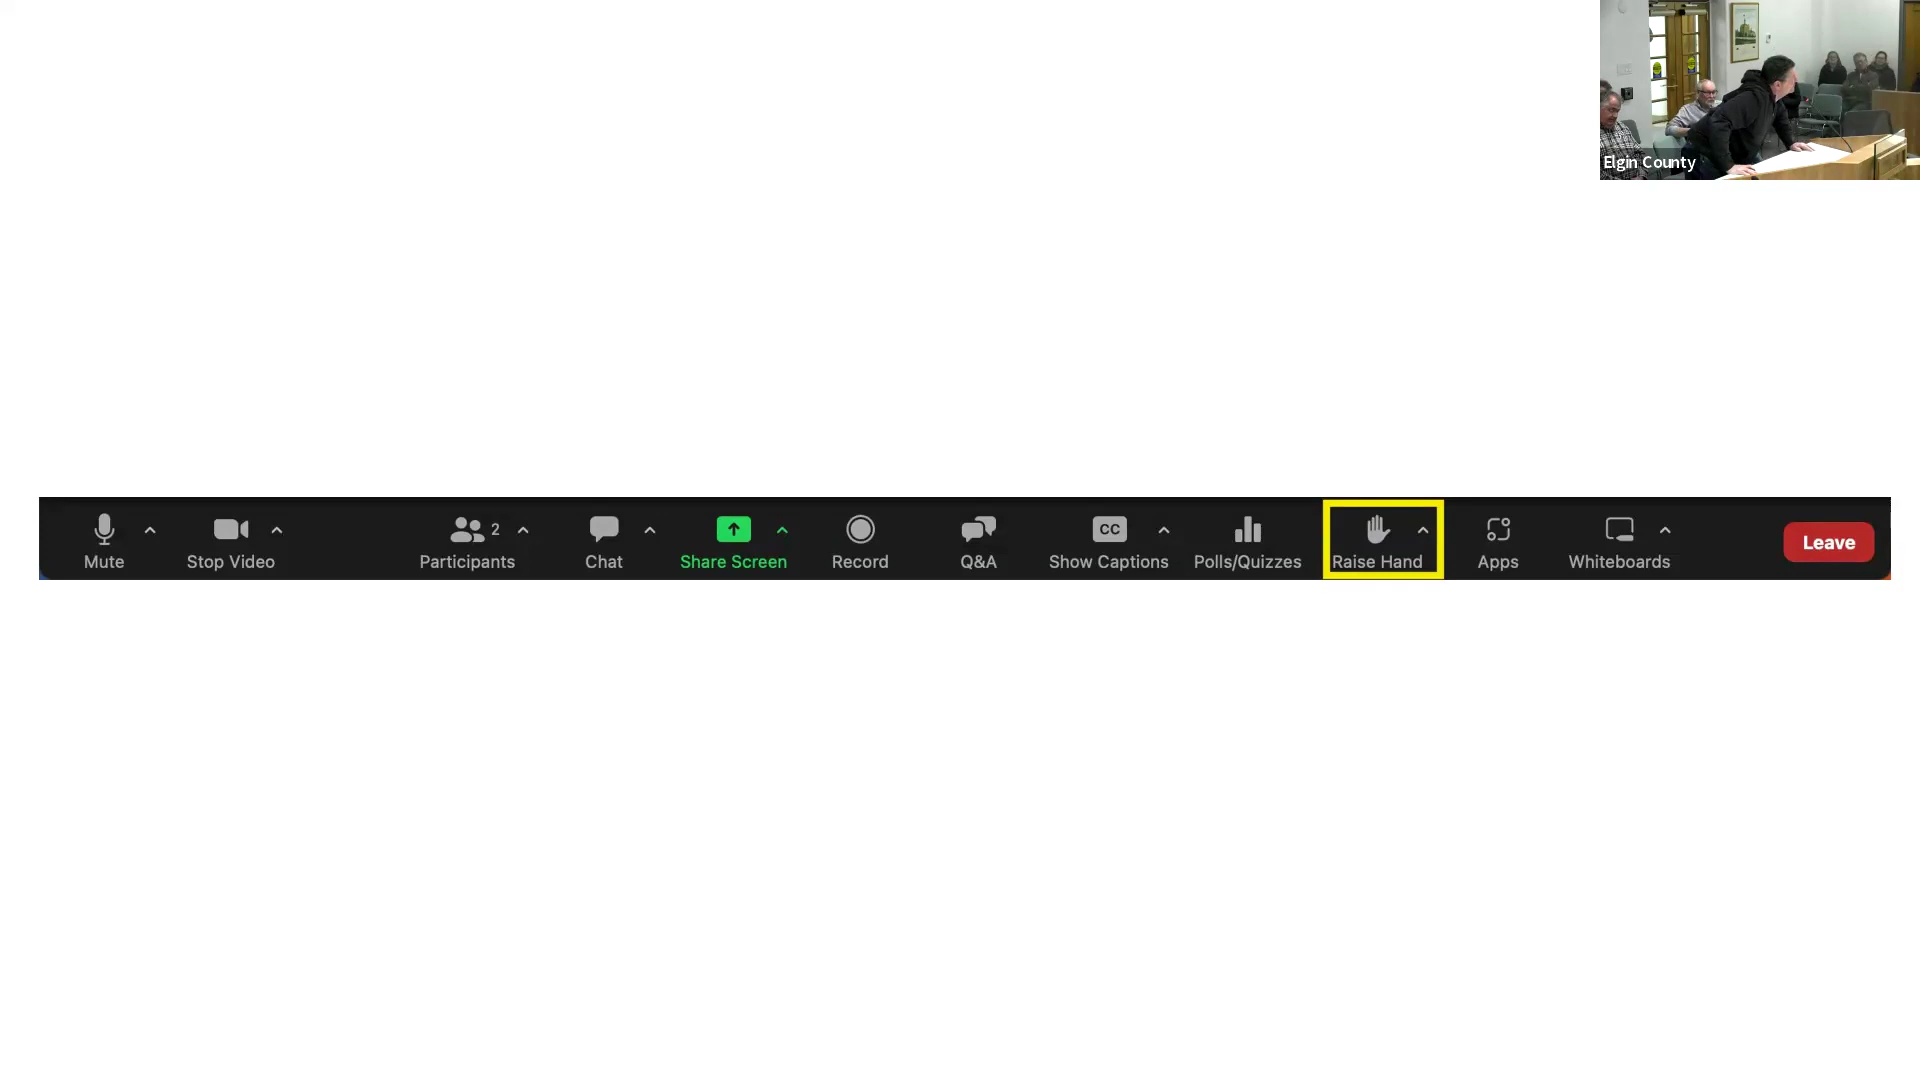 Elgin County
2
CC
Mute
Stop Video
Participants
Chat
Share Screen
Record
Q&A
Show Captions
Polls/Quizzes
Raise Hand
Apps
Whiteboards
Leave